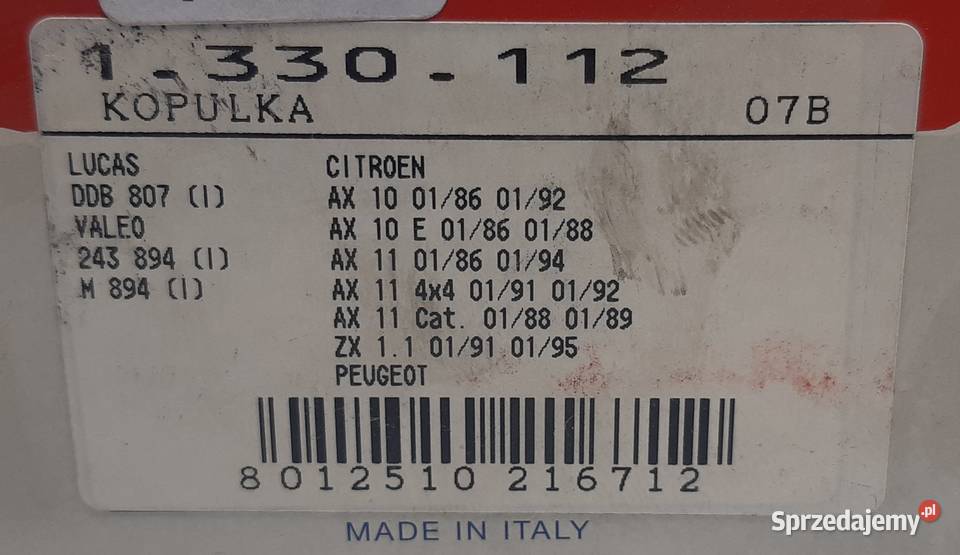 1-330-112
KOPULKA 07B
LUCAS
DDB 807 (I)
VALEO
243 894 (I)
M 894 (I)
CITROEN
AX 10 01/86 01/92
AX 10 E 01/86 01/88
AX 11 01/86 01/94
AX 11 4x4 01/91 01/92
AX 11 Cat. 01/88 01/89
ZX 1.1 01/91 01/95
PEUGEOT
8 012510 216712
MADE IN ITALY
Sprzedajemy.pl